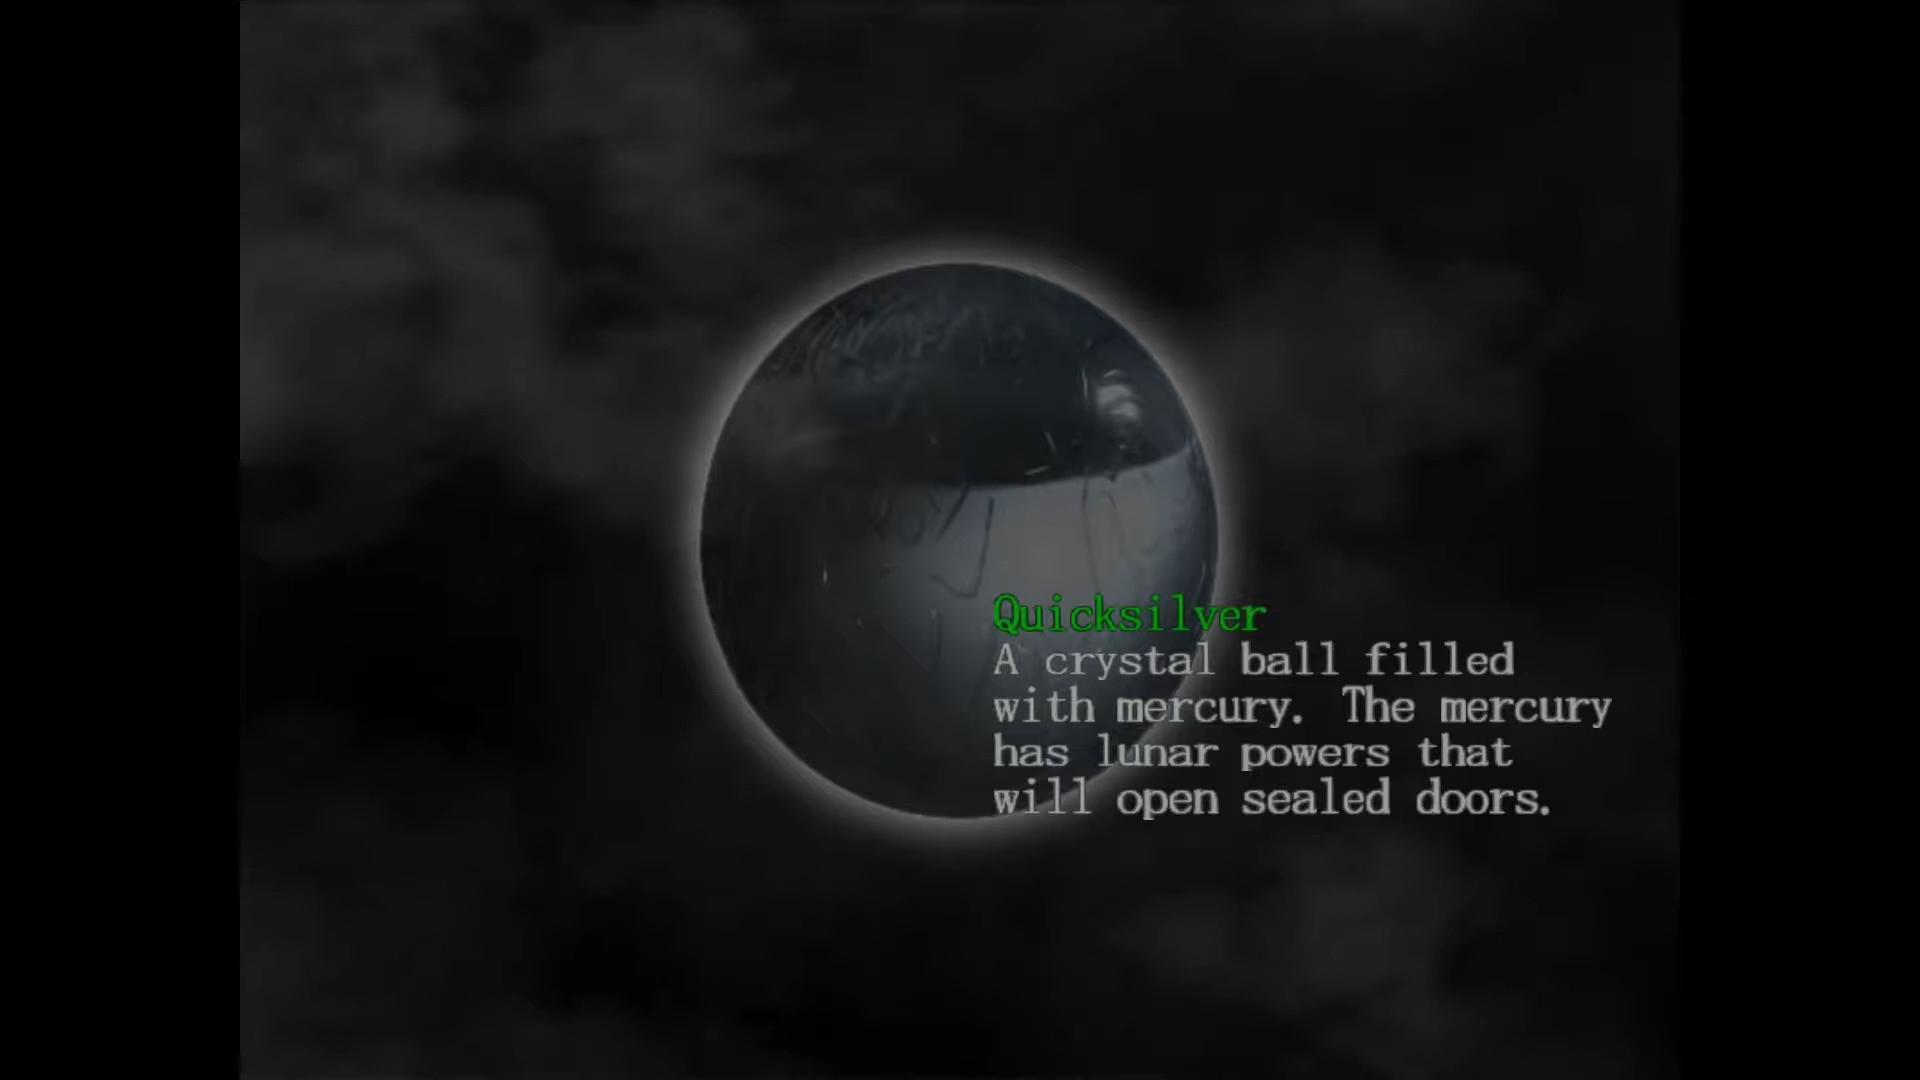 Quicksilver
A crystal ball filled
with mercury. The mercury
has lunar powers that
will open sealed doors.